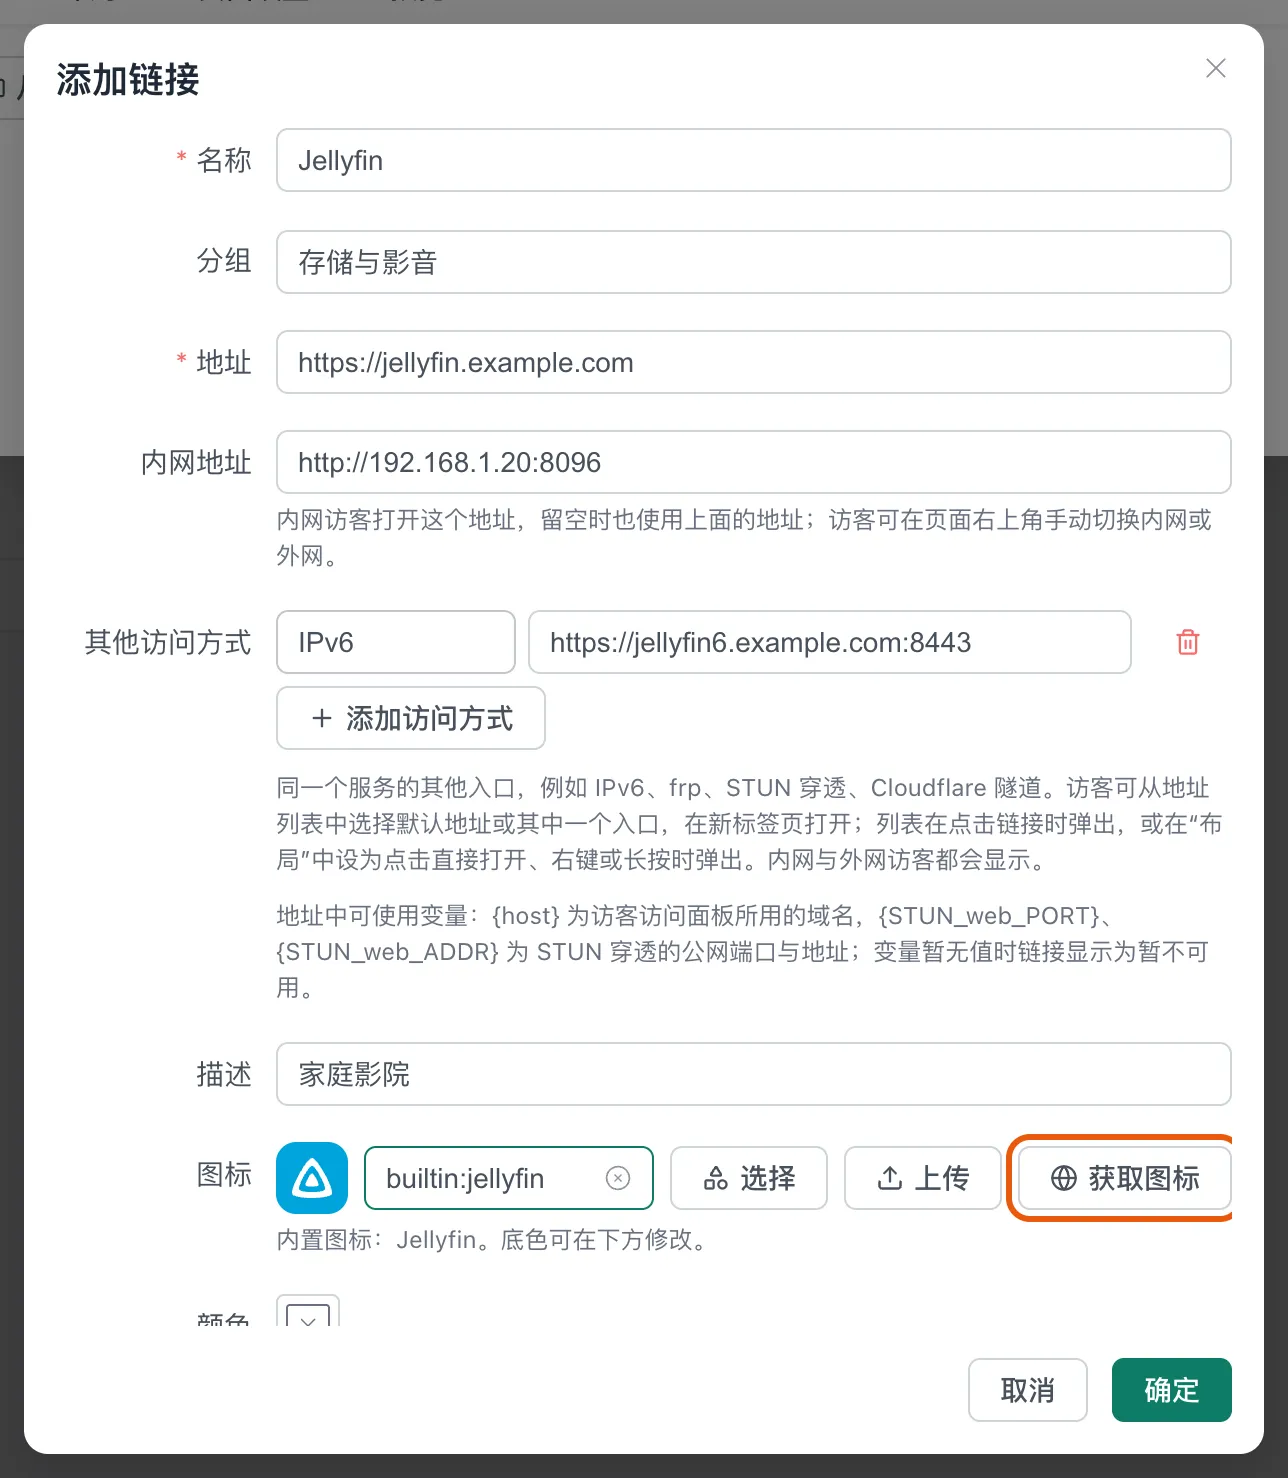 添加链接
* 名称
Jellyfin
分组
存储与影音
* 地址
https://jellyfin.example.com
内网地址
http://192.168.1.20:8096
内网访客打开这个地址，留空时也使用上面的地址；访客可在页面右上角手动切换内网或
外网。
其他访问方式
IPv6
https://jellyfin6.example.com:8443
添加访问方式
同一个服务的其他入口，例如 IPv6、frp、STUN 穿透、Cloudflare 隧道。访客可从地址
列表中选择默认地址或其中一个入口，在新标签页打开；列表在点击链接时弹出，或在“布
局”中设为点击直接打开、右键或长按时弹出。内网与外网访客都会显示。
地址中可使用变量：{host} 为访客访问面板所用的域名，{STUN_web_PORT}、
{STUN_web_ADDR} 为 STUN 穿透的公网端口与地址；变量暂无值时链接显示为暂不可
用。
描述
家庭影院
图标
builtin:jellyfin
选择
上传
获取图标
内置图标：Jellyfin。底色可在下方修改。
颜色
取消
确定